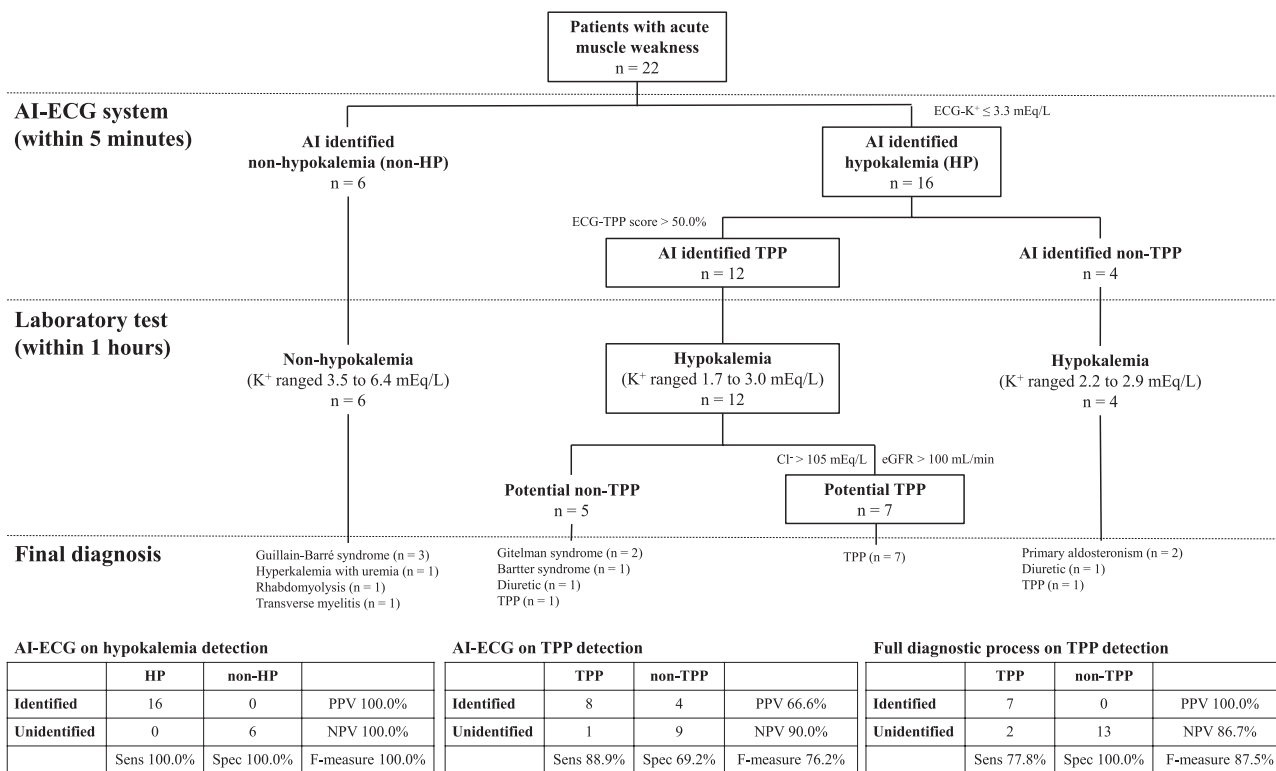 Patients with acute
muscle weakness
n = 22
AI-ECG system
(within 5 minutes)
ECG-K⁺ ≤ 3.3 mEq/L
AI identified
non-hypokalemia (non-HP)
n = 6
AI identified
hypokalemia (HP)
n = 16
ECG-TPP score > 50.0%
AI identified TPP
n = 12
AI identified non-TPP
n = 4
Laboratory test
(within 1 hours)
Non-hypokalemia
(K⁺ ranged 3.5 to 6.4 mEq/L)
n = 6
Hypokalemia
(K⁺ ranged 1.7 to 3.0 mEq/L)
n = 12
Hypokalemia
(K⁺ ranged 2.2 to 2.9 mEq/L)
n = 4
Cl⁻ > 105 mEq/L eGFR > 100 mL/min
Potential non-TPP
n = 5
Potential TPP
n = 7
Final diagnosis
Guillain-Barré syndrome (n = 3)
Hyperkalemia with uremia (n = 1)
Rhabdomyolysis (n = 1)
Transverse myelitis (n = 1)
Gitelman syndrome (n = 2)
Bartter syndrome (n = 1)
Diuretic (n = 1)
TPP (n = 1)
TPP (n = 7)
Primary aldosteronism (n = 2)
Diuretic (n = 1)
TPP (n = 1)
AI-ECG on hypokalemia detection
HP non-HP
Identified 16 0 PPV 100.0%
Unidentified 0 6 NPV 100.0%
Sens 100.0% Spec 100.0% F-measure 100.0%
AI-ECG on TPP detection
TPP non-TPP
Identified 8 4 PPV 66.6%
Unidentified 1 9 NPV 90.0%
Sens 88.9% Spec 69.2% F-measure 76.2%
Full diagnostic process on TPP detection
TPP non-TPP
Identified 7 0 PPV 100.0%
Unidentified 2 13 NPV 86.7%
Sens 77.8% Spec 100.0% F-measure 87.5%